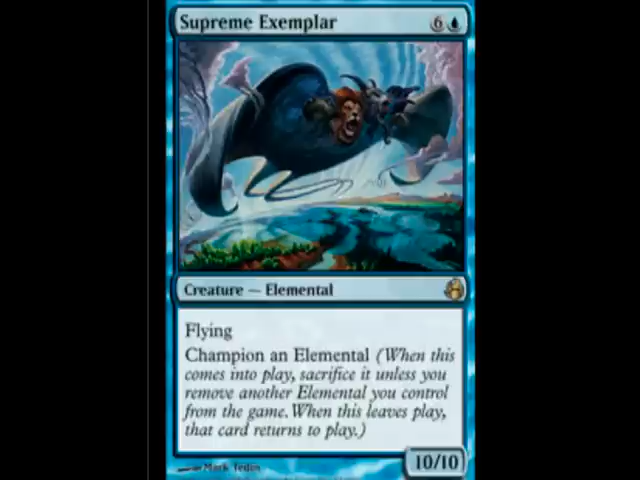 Supreme Exemplar 6
Creature — Elemental
Flying
Champion an Elemental (When this
comes into play, sacrifice it unless you
remove another Elemental you control
from the game. When this leaves play,
that card returns to play.)
Mark Tedin
10/10